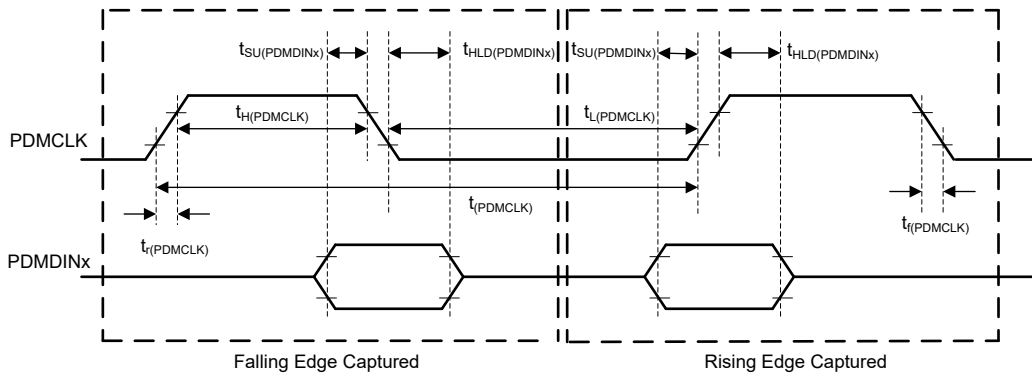 tSU(PDMDINx) tHLD(PDMDINx) tSU(PDMDINx) tHLD(PDMDINx)
tH(PDMCLK) tL(PDMCLK)
PDMCLK
t(PDMCLK)
tr(PDMCLK) tf(PDMCLK)
PDMDINx
Falling Edge Captured Rising Edge Captured